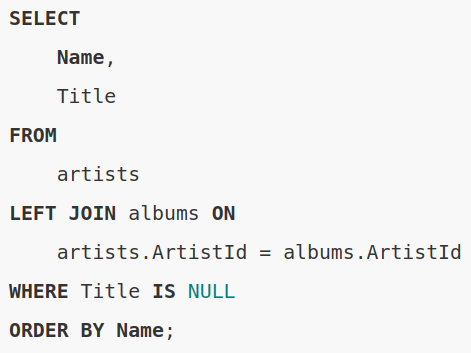 SELECT
    Name,
    Title
FROM
    artists
LEFT JOIN albums ON
    artists.ArtistId = albums.ArtistId
WHERE Title IS NULL
ORDER BY Name;